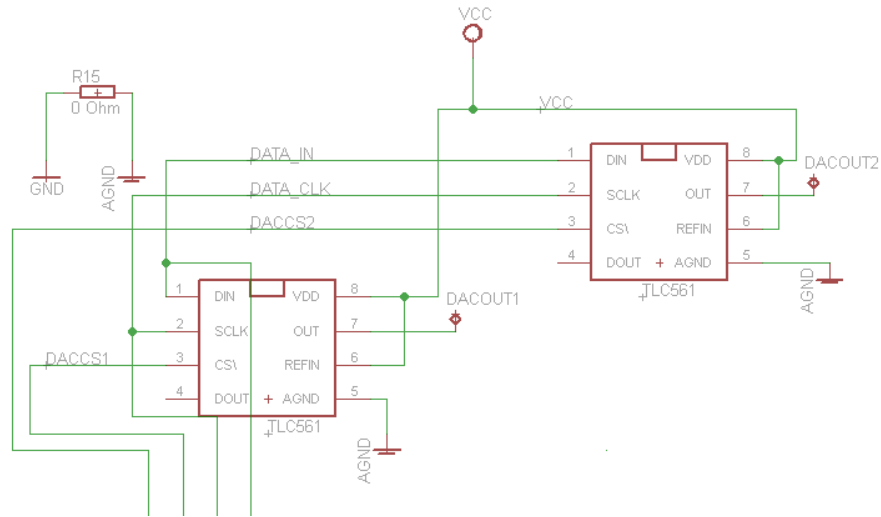 VCC
R15
0 Ohm
GND
AGND
VCC
DATA_IN
DATA_CLK
DACCS2
1 DIN VDD 8
2 SCLK OUT 7
3 CS\ REFIN 6
4 DOUT + AGND 5
TLC561
DACOUT2
AGND
DACCS1
1 DIN VDD 8
2 SCLK OUT 7
3 CS\ REFIN 6
4 DOUT + AGND 5
TLC561
DACOUT1
AGND